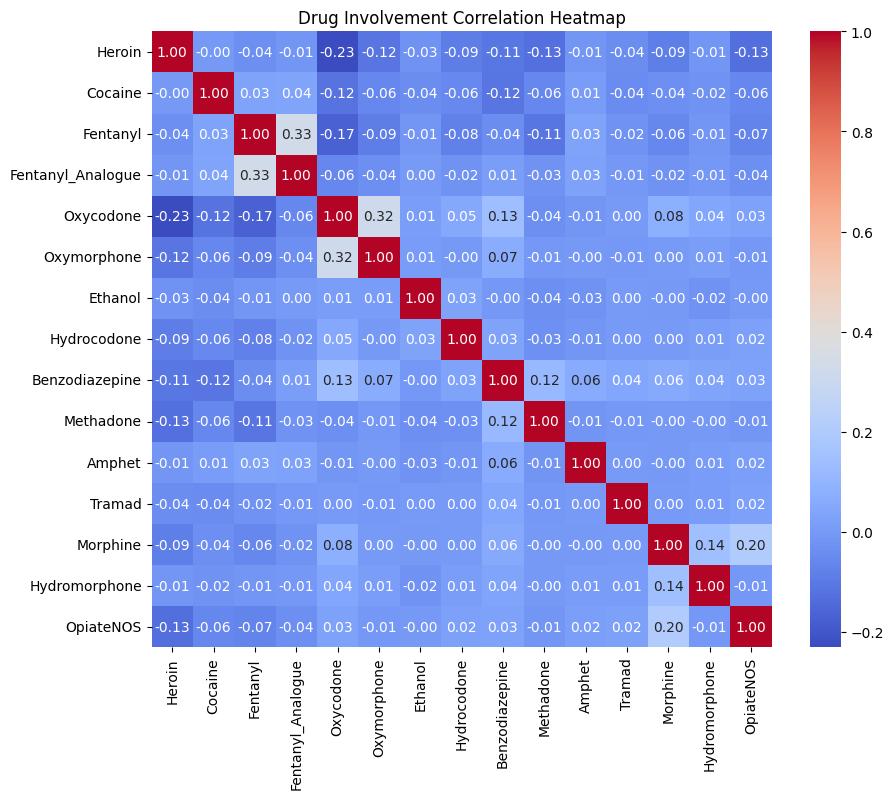 Drug Involvement Correlation Heatmap
Heroin 1.00 -0.00 -0.04 -0.01 -0.23 -0.12 -0.03 -0.09 -0.11 -0.13 -0.01 -0.04 -0.09 -0.01 -0.13
Cocaine -0.00 1.00 0.03 0.04 -0.12 -0.06 -0.04 -0.06 -0.12 -0.06 0.01 -0.04 -0.04 -0.02 -0.06
Fentanyl -0.04 0.03 1.00 0.33 -0.17 -0.09 -0.01 -0.08 -0.04 -0.11 0.03 -0.02 -0.06 -0.01 -0.07
Fentanyl_Analogue -0.01 0.04 0.33 1.00 -0.06 -0.04 0.00 -0.02 0.01 -0.03 0.03 -0.01 -0.02 -0.01 -0.04
Oxycodone -0.23 -0.12 -0.17 -0.06 1.00 0.32 0.01 0.05 0.13 -0.04 -0.01 0.00 0.08 0.04 0.03
Oxymorphone -0.12 -0.06 -0.09 -0.04 0.32 1.00 0.01 -0.00 0.07 -0.01 -0.00 -0.01 0.00 0.01 -0.01
Ethanol -0.03 -0.04 -0.01 0.00 0.01 0.01 1.00 0.03 -0.00 -0.04 -0.03 0.00 -0.00 -0.02 -0.00
Hydrocodone -0.09 -0.06 -0.08 -0.02 0.05 -0.00 0.03 1.00 0.03 -0.03 -0.01 0.00 0.00 0.01 0.02
Benzodiazepine -0.11 -0.12 -0.04 0.01 0.13 0.07 -0.00 0.03 1.00 0.12 0.06 0.04 0.06 0.04 0.03
Methadone -0.13 -0.06 -0.11 -0.03 -0.04 -0.01 -0.04 -0.03 0.12 1.00 -0.01 -0.01 -0.00 -0.00 -0.01
Amphet -0.01 0.01 0.03 0.03 -0.01 -0.00 -0.03 -0.01 0.06 -0.01 1.00 0.00 -0.00 0.01 0.02
Tramad -0.04 -0.04 -0.02 -0.01 0.00 -0.01 0.00 0.00 0.04 -0.01 0.00 1.00 0.00 0.01 0.02
Morphine -0.09 -0.04 -0.06 -0.02 0.08 0.00 -0.00 0.00 0.06 -0.00 -0.00 0.00 1.00 0.14 0.20
Hydromorphone -0.01 -0.02 -0.01 -0.01 0.04 0.01 -0.02 0.01 0.04 -0.00 0.01 0.01 0.14 1.00 -0.01
OpiateNOS -0.13 -0.06 -0.07 -0.04 0.03 -0.01 -0.00 0.02 0.03 -0.01 0.02 0.02 0.20 -0.01 1.00
Heroin
Cocaine
Fentanyl
Fentanyl_Analogue
Oxycodone
Oxymorphone
Ethanol
Hydrocodone
Benzodiazepine
Methadone
Amphet
Tramad
Morphine
Hydromorphone
OpiateNOS
1.0
0.8
0.6
0.4
0.2
0.0
−0.2